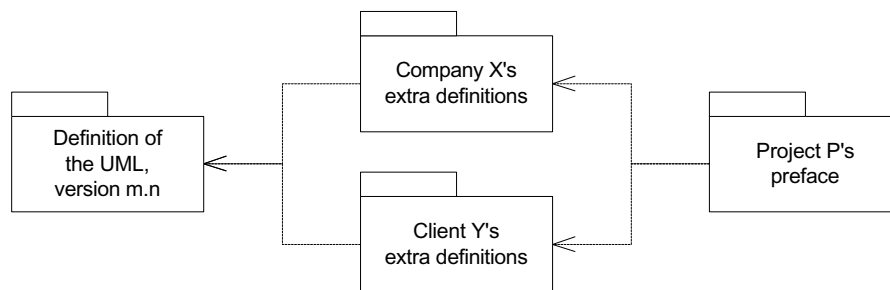 Definition of
the UML,
version m.n
Company X's
extra definitions
Client Y's
extra definitions
Project P's
preface